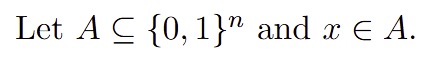 Let A ⊆ {0, 1}ⁿ and x ∈ A.